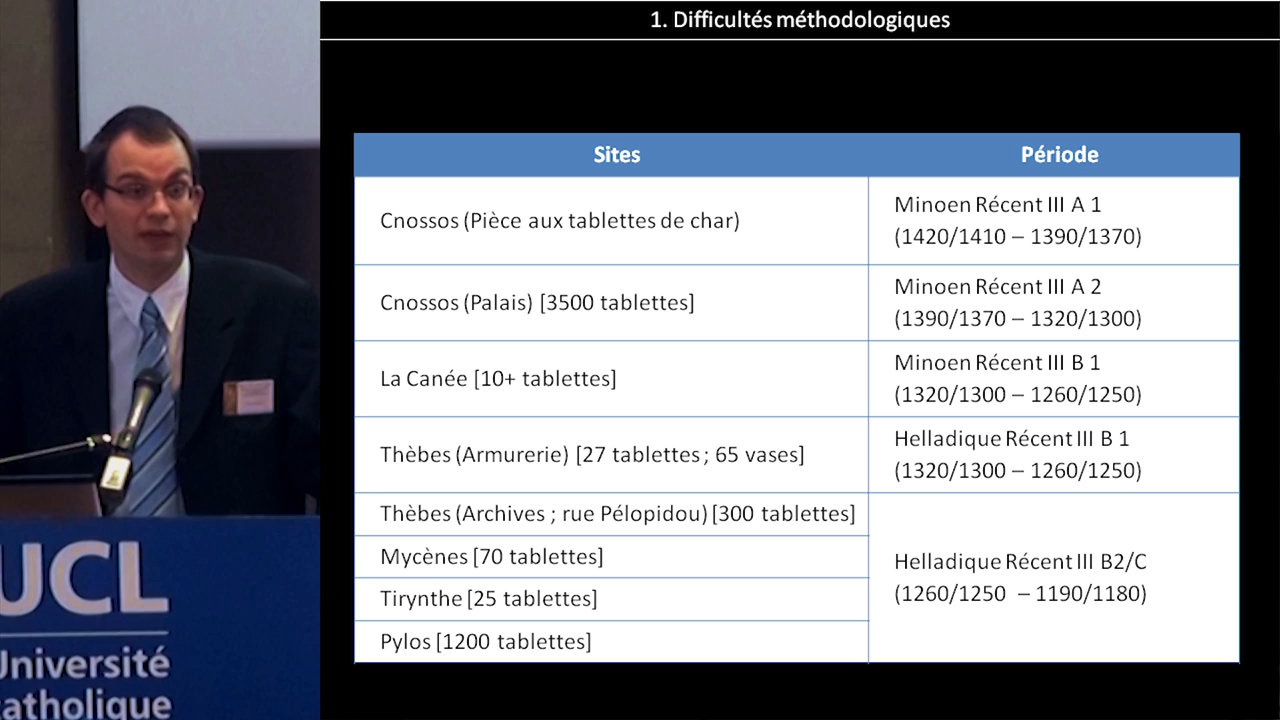 1. Difficultés méthodologiques
Sites
Période
Cnossos (Pièce aux tablettes de char)
Minoen Récent III A 1
(1420/1410 – 1390/1370)
Cnossos (Palais) [3500 tablettes]
Minoen Récent III A 2
(1390/1370 – 1320/1300)
La Canée [10+ tablettes]
Minoen Récent III B 1
(1320/1300 – 1260/1250)
Thèbes (Armurerie) [27 tablettes ; 65 vases]
Helladique Récent III B 1
(1320/1300 – 1260/1250)
Thèbes (Archives ; rue Pélopidou) [300 tablettes]
Mycènes [70 tablettes]
Tirynthe [25 tablettes]
Pylos [1200 tablettes]
Helladique Récent III B2/C
(1260/1250 – 1190/1180)
UCL
Université
catholique